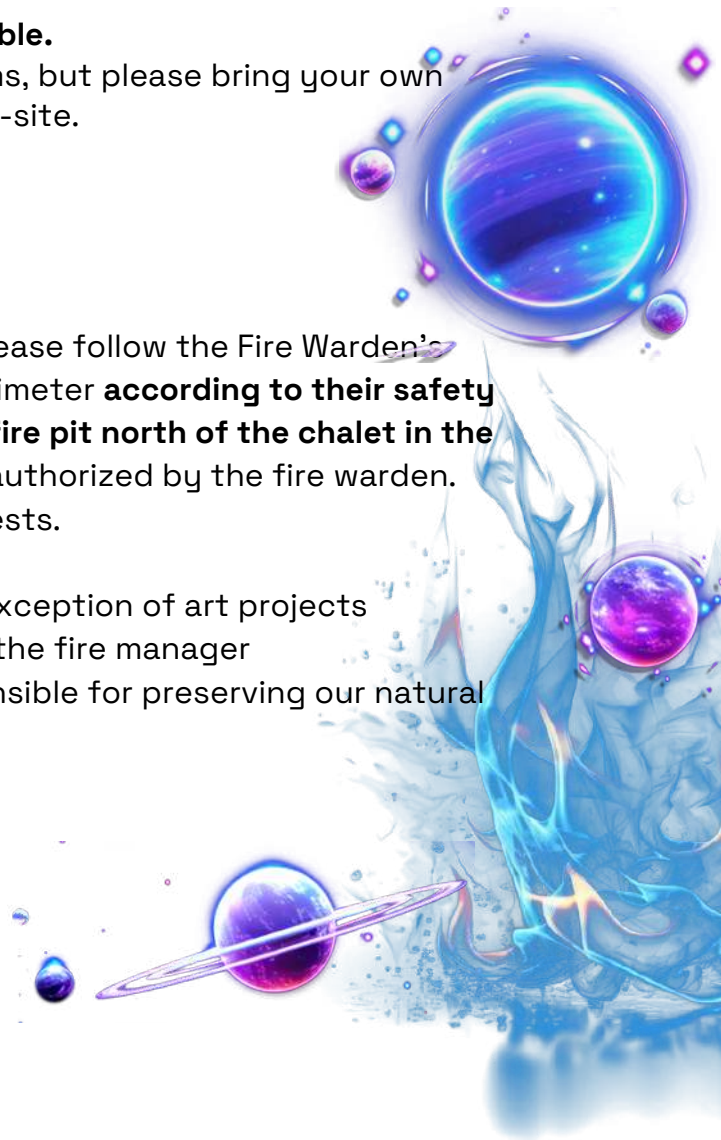 ble.
ns, but please bring your own
-site.
ease follow the Fire Warden's
imeter according to their safety
fire pit north of the chalet in the
authorized by the fire warden.
ests.
xception of art projects
the fire manager
nsible for preserving our natural